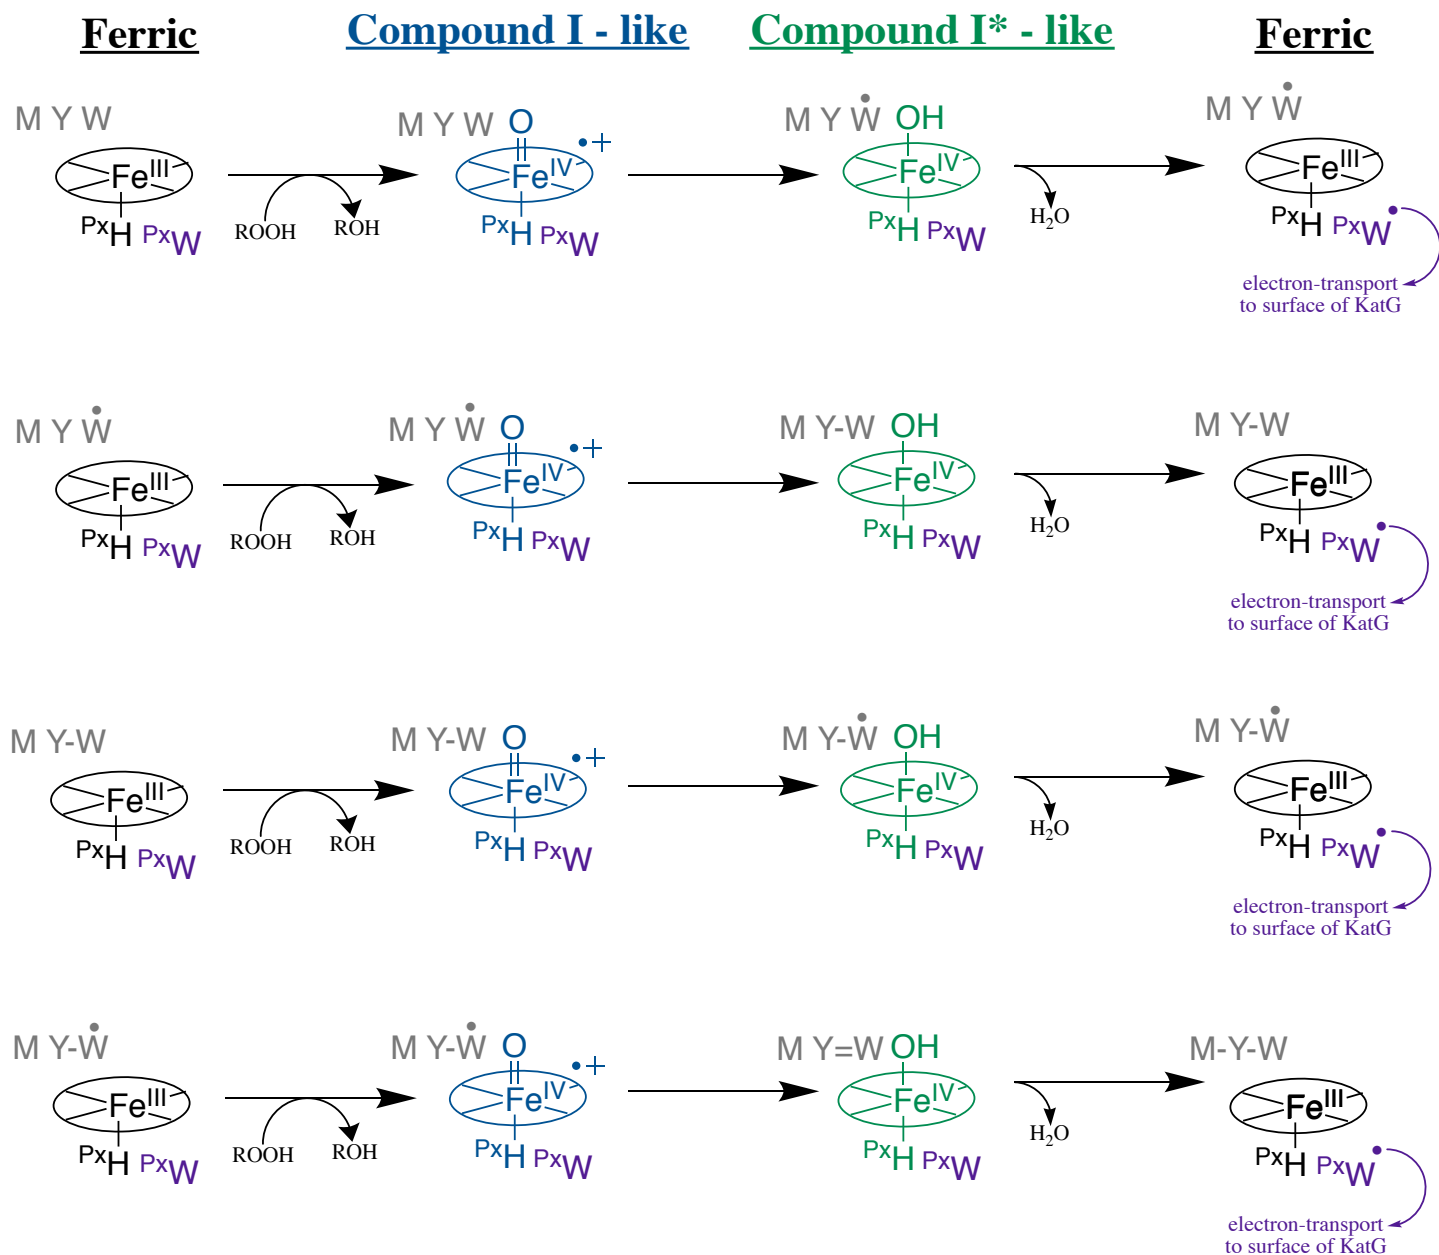 Ferric Compound I - like Compound I* - like Ferric
M Y W M Y W O •+ M Y Ẇ OH M Y Ẇ
Fe^III Fe^IV Fe^IV Fe^III
^PxH ^PxW ROOH ROH ^PxH ^PxW ^PxH ^PxW H₂O ^PxH ^PxW•
electron-transport
to surface of KatG
M Y Ẇ M Y Ẇ O •+ M Y-W OH M Y-W
Fe^III Fe^IV Fe^IV Fe^III
^PxH ^PxW ROOH ROH ^PxH ^PxW ^PxH ^PxW H₂O ^PxH ^PxW•
electron-transport
to surface of KatG
M Y-W M Y-W O •+ M Y-Ẇ OH M Y-Ẇ
Fe^III Fe^IV Fe^IV Fe^III
^PxH ^PxW ROOH ROH ^PxH ^PxW ^PxH ^PxW H₂O ^PxH ^PxW•
electron-transport
to surface of KatG
M Y-Ẇ M Y-Ẇ O •+ M Y=W OH M-Y-W
Fe^III Fe^IV Fe^IV Fe^III
^PxH ^PxW ROOH ROH ^PxH ^PxW ^PxH ^PxW H₂O ^PxH ^PxW•
electron-transport
to surface of KatG